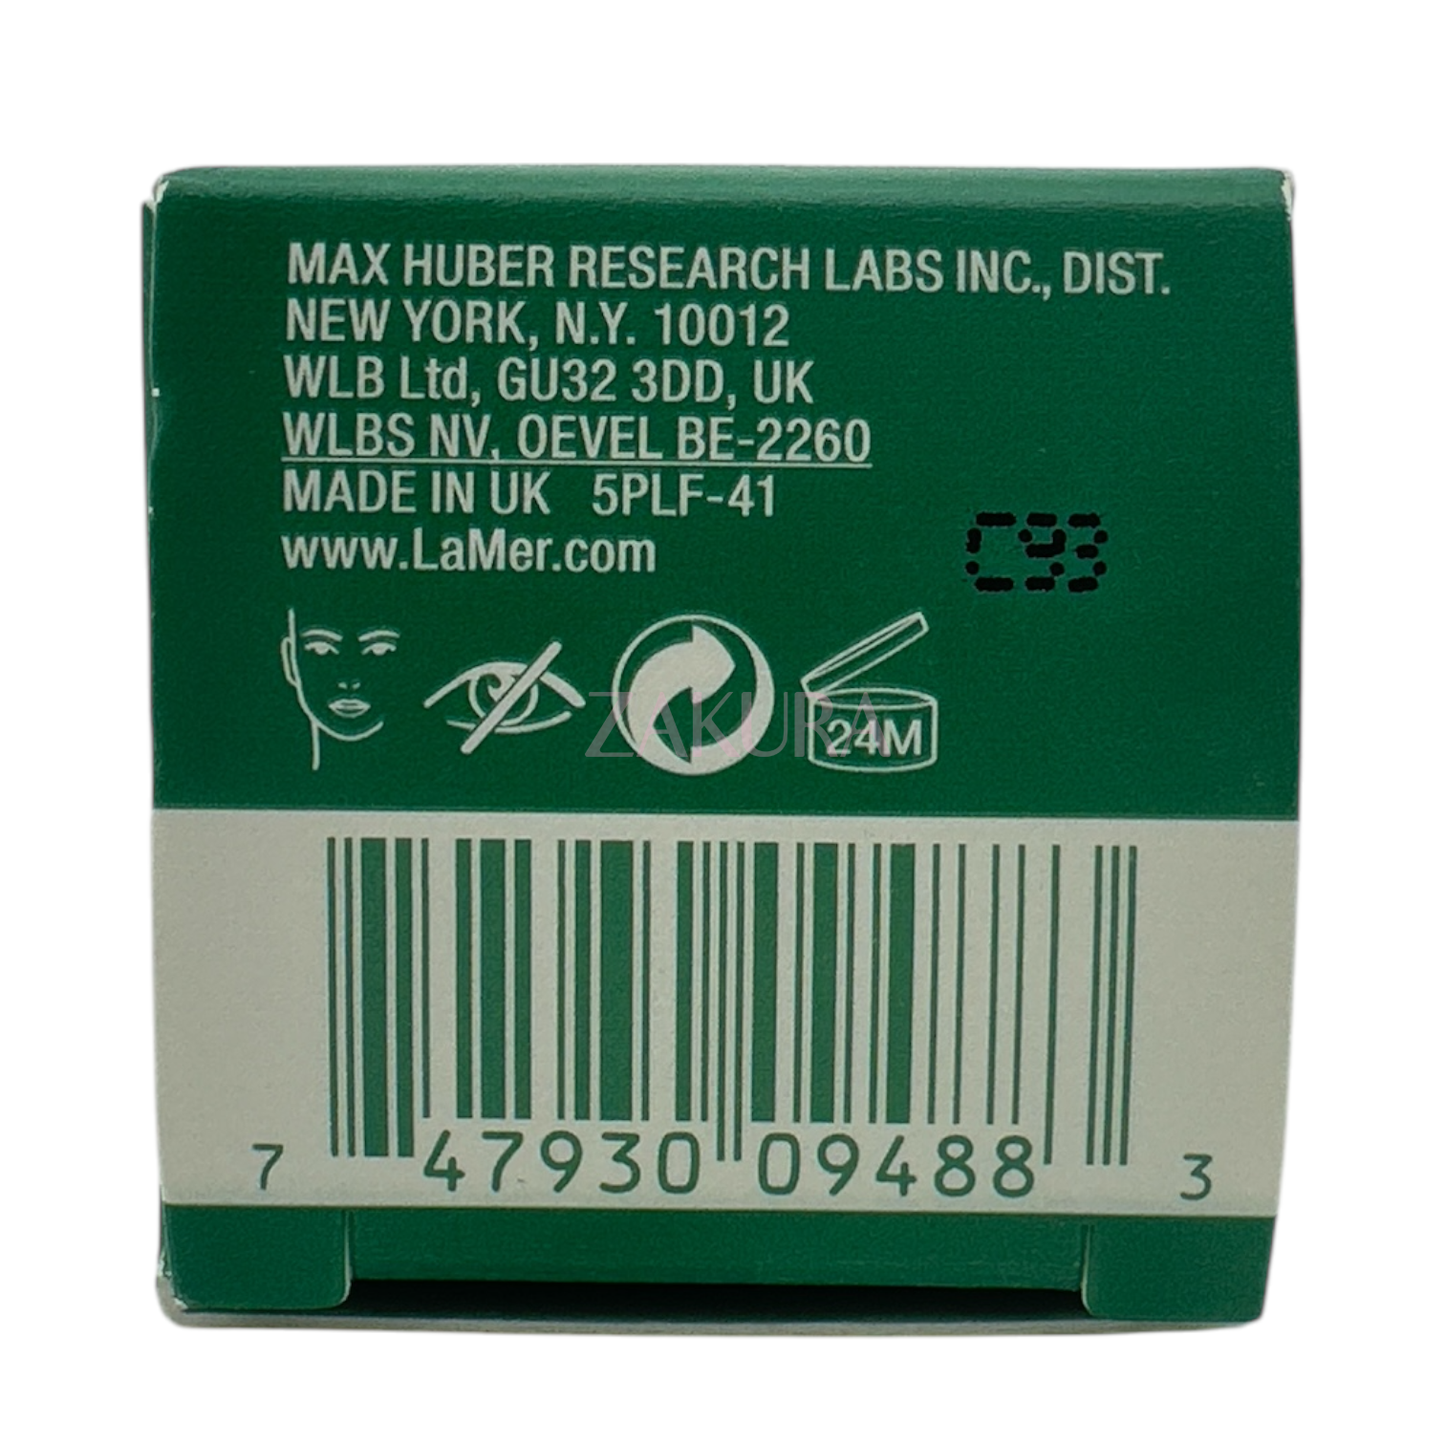 MAX HUBER RESEARCH LABS INC., DIST.
NEW YORK, N.Y. 10012
WLB Ltd, GU32 3DD, UK
WLBS NV, OEVEL BE-2260
MADE IN UK 5PLF-41
www.LaMer.com
C93
ZAKURA
24M
7 47930 09488 3